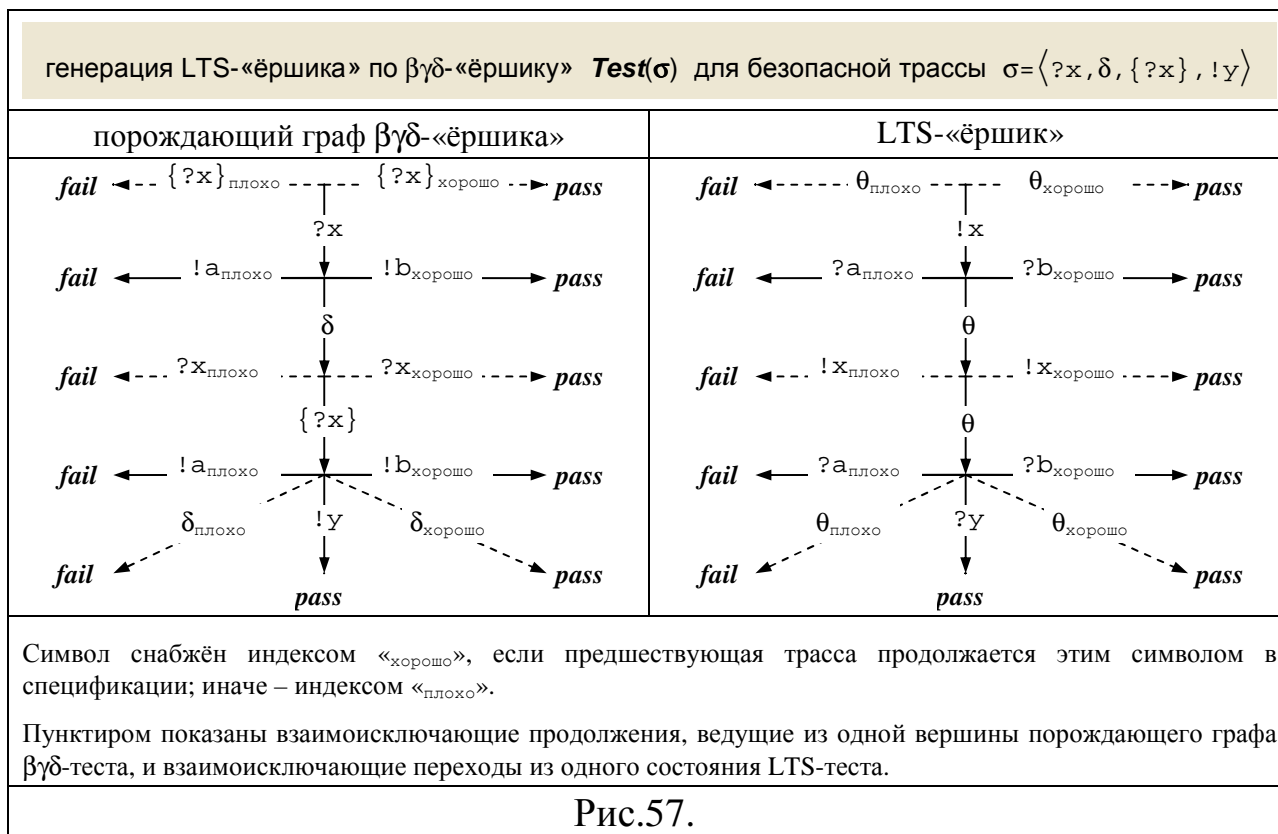 генерация LTS-«ёршика» по βγδ-«ёршику» Test(σ) для безопасной трассы σ=⟨?x,δ,{?x},!y⟩
порождающий граф βγδ-«ёршика»
fail {?x}плохо {?x}хорошо pass
?x
fail !aплохо !bхорошо pass
δ
fail ?xплохо ?xхорошо pass
{?x}
fail !aплохо !bхорошо pass
δплохо !y δхорошо
fail pass
pass
LTS-«ёршик»
fail θплохо θхорошо pass
!x
fail ?aплохо ?bхорошо pass
θ
fail !xплохо !xхорошо pass
θ
fail ?aплохо ?bхорошо pass
θплохо ?y θхорошо
fail pass
pass
Символ снабжён индексом «хорошо», если предшествующая трасса продолжается этим символом в
спецификации; иначе – индексом «плохо».
Пунктиром показаны взаимоисключающие продолжения, ведущие из одной вершины порождающего графа
βγδ-теста, и взаимоисключающие переходы из одного состояния LTS-теста.
Рис.57.